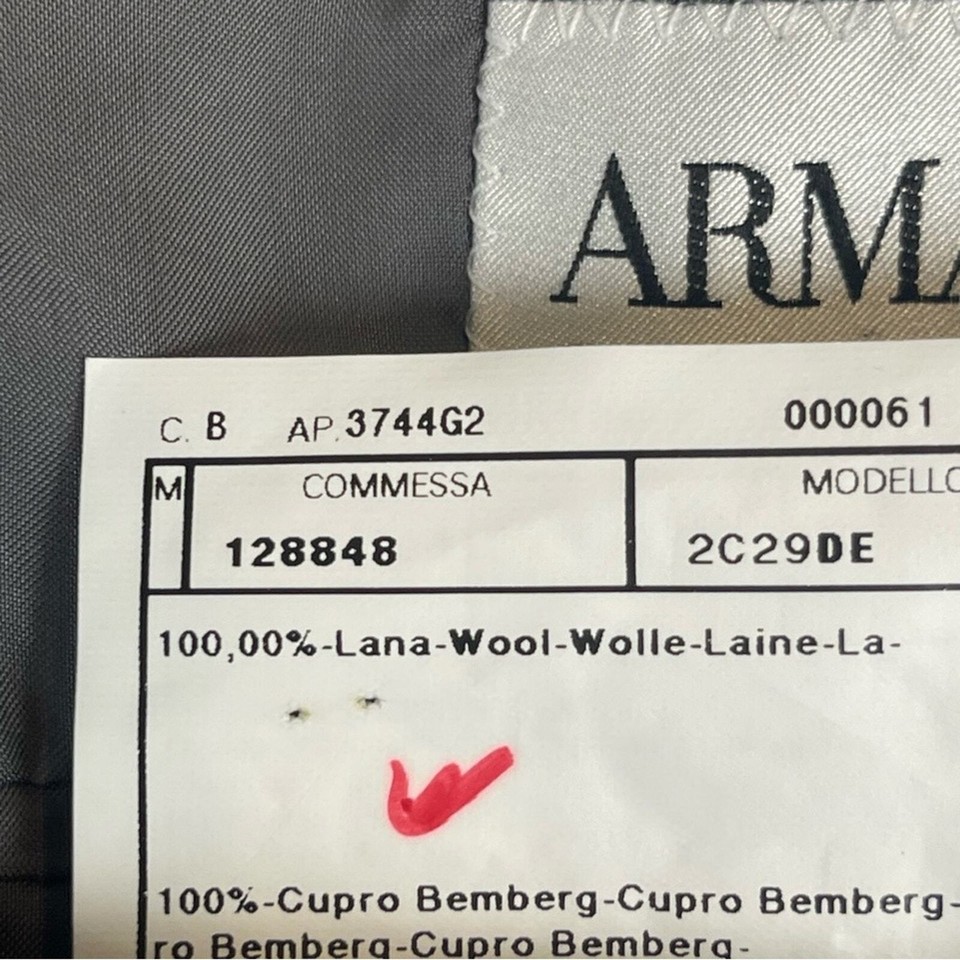 ARMA
C. B AP. 3744G2 000061
M COMMESSA MODELLO
128848 2C29DE
100,00%-Lana-Wool-Wolle-Laine-La-
100%-Cupro Bemberg-Cupro Bemberg-
ro Bemberg-Cupro Bemberg-